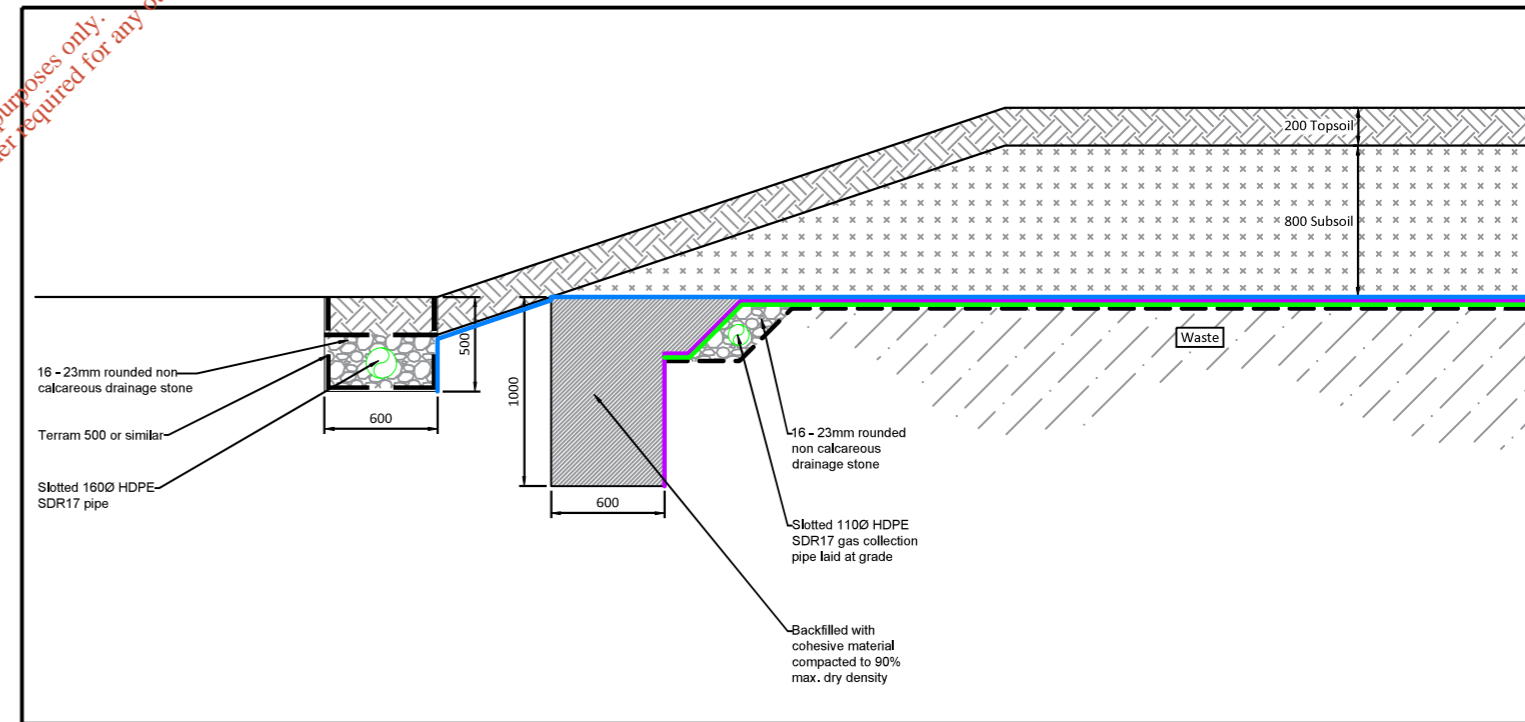 purposes only.
required for any
200 Topsoil
800 Subsoil
Waste
500
1000
600
600
16 - 23mm rounded non
calcareous drainage stone
Terram 500 or similar
Slotted 160Ø HDPE
SDR17 pipe
16 - 23mm rounded
non calcareous
drainage stone
Slotted 110Ø HDPE
SDR17 gas collection
pipe laid at grade
Backfilled with
cohesive material
compacted to 90%
max. dry density